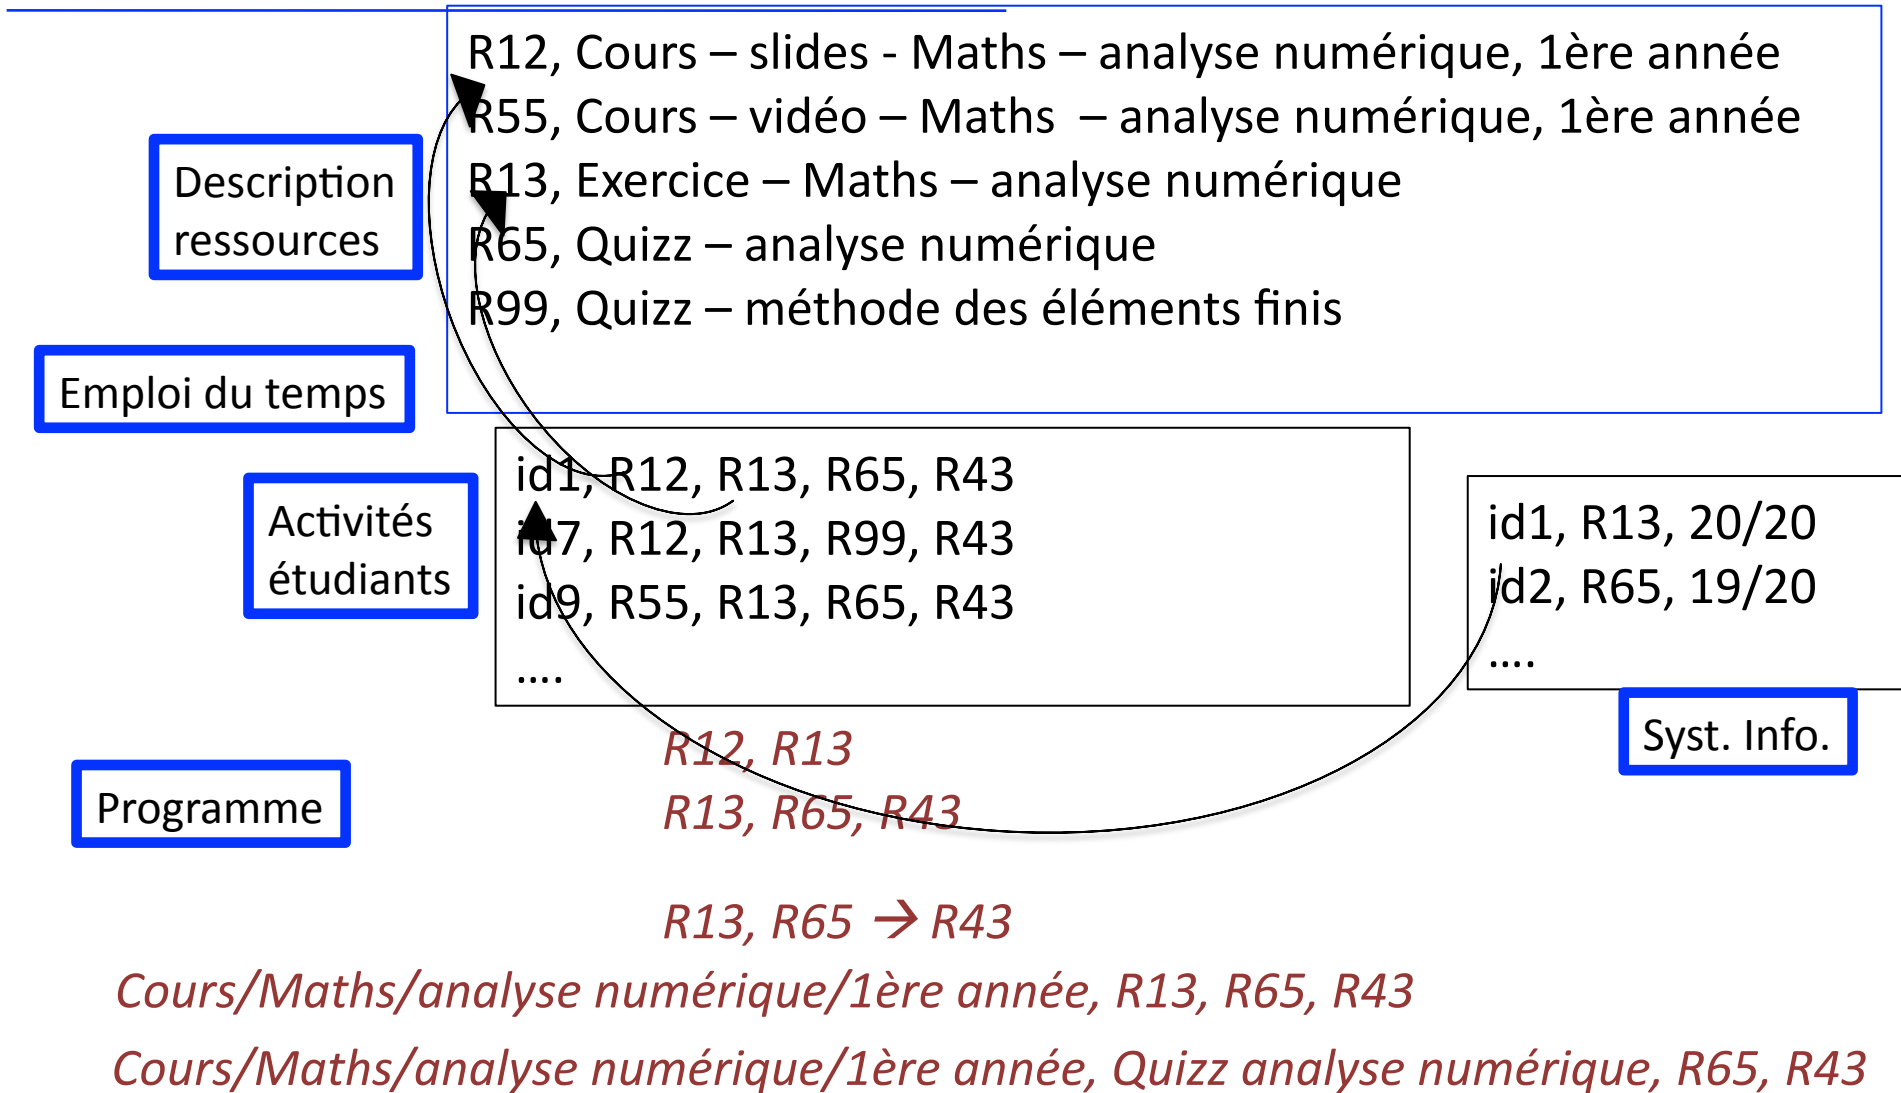 R12, Cours – slides - Maths – analyse numérique, 1ère année
R55, Cours – vidéo – Maths – analyse numérique, 1ère année
R13, Exercice – Maths – analyse numérique
R65, Quizz – analyse numérique
R99, Quizz – méthode des éléments finis
Description
ressources
Emploi du temps
Activités
étudiants
id1, R12, R13, R65, R43
id7, R12, R13, R99, R43
id9, R55, R13, R65, R43
....
id1, R13, 20/20
id2, R65, 19/20
....
Syst. Info.
Programme
R12, R13
R13, R65, R43
R13, R65 → R43
Cours/Maths/analyse numérique/1ère année, R13, R65, R43
Cours/Maths/analyse numérique/1ère année, Quizz analyse numérique, R65, R43